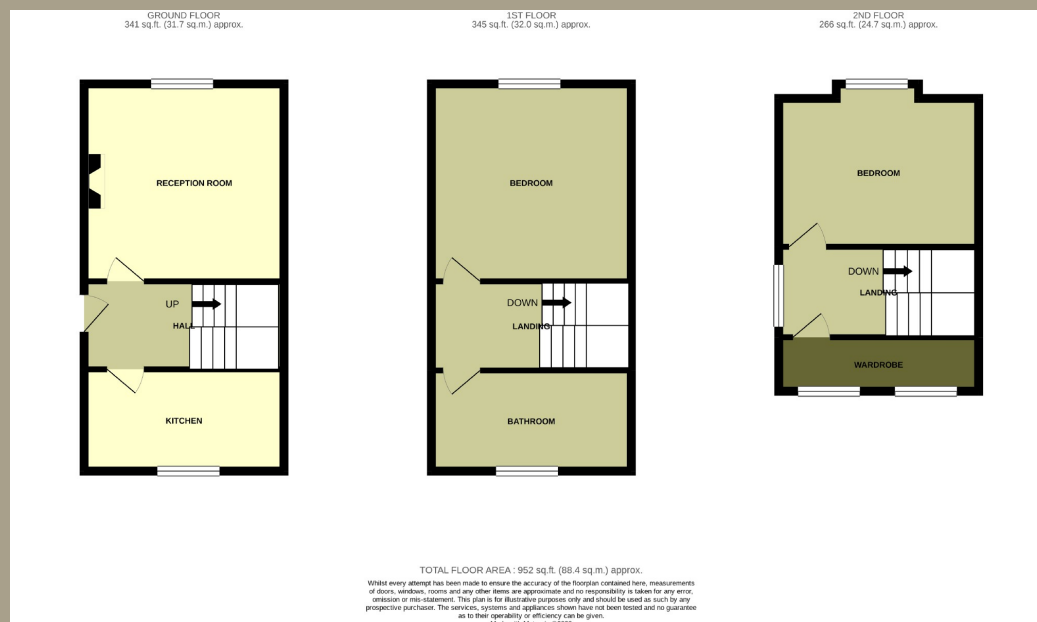 GROUND FLOOR
341 sq.ft. (31.7 sq.m.) approx.
1ST FLOOR
345 sq.ft. (32.0 sq.m.) approx.
2ND FLOOR
266 sq.ft. (24.7 sq.m.) approx.
RECEPTION ROOM
UP
HALL
KITCHEN
BEDROOM
DOWN
LANDING
BATHROOM
BEDROOM
DOWN
LANDING
WARDROBE
TOTAL FLOOR AREA : 952 sq.ft. (88.4 sq.m.) approx.
Whilst every attempt has been made to ensure the accuracy of the floorplan contained here, measurements
of doors, windows, rooms and any other items are approximate and no responsibility is taken for any error,
omission or mis-statement. This plan is for illustrative purposes only and should be used as such by any
prospective purchaser. The services, systems and appliances shown have not been tested and no guarantee
as to their operability or efficiency can be given.